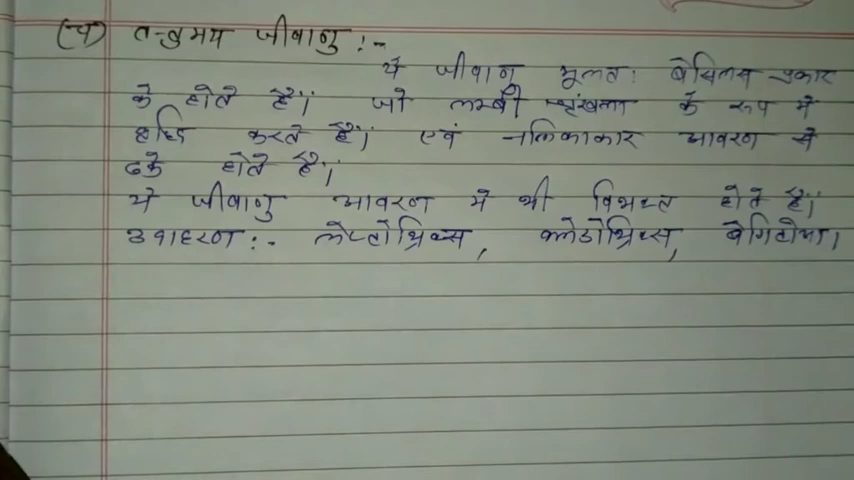 (च) तन्तुमय जीवाणु :-
ये जीवाणु मूलत: बेसिलस प्रकार
के होते हैं। जो लम्बी श्रृंखला के रूप में
वृद्धि करते हैं। एवं नलिकाकार आवरण से
ढके होते हैं।
ये जीवाणु आवरण में भी विभक्त होते हैं।
उदाहरण :- लेप्टोथ्रिक्स, क्लेडोथ्रिक्स, बेगिटोआ।